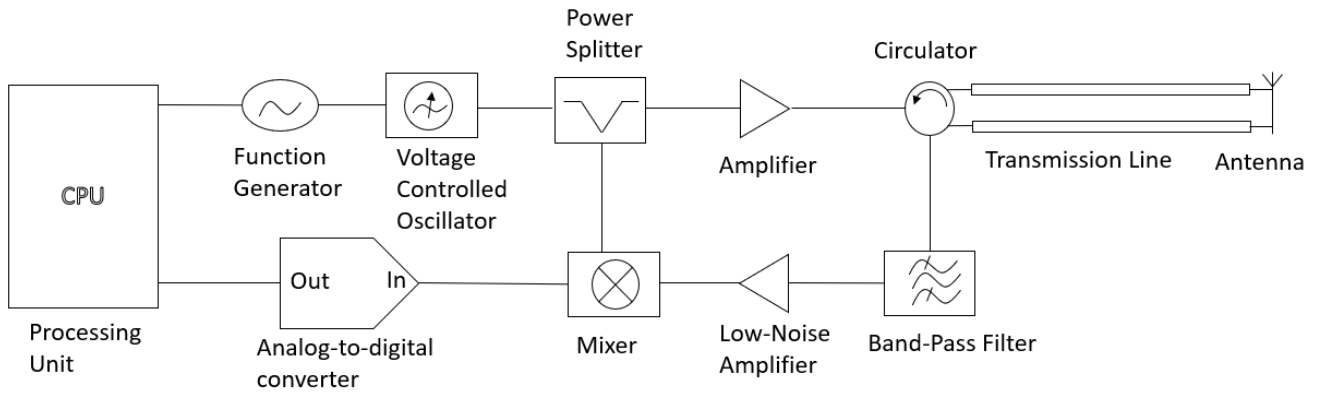 Power
Splitter
Circulator
CPU
Function
Generator
Voltage
Controlled
Oscillator
Amplifier
Transmission Line
Antenna
Out
In
Processing
Unit
Analog-to-digital
converter
Mixer
Low-Noise
Amplifier
Band-Pass Filter